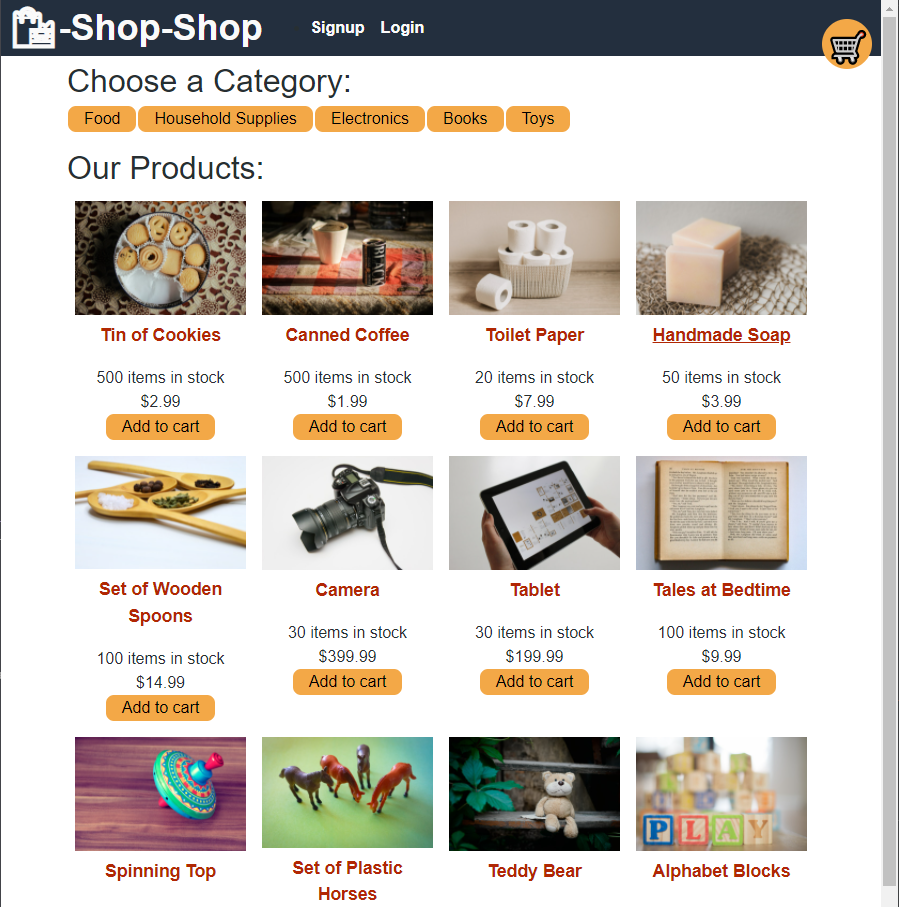 -Shop-Shop
Signup Login
Choose a Category:
Food Household Supplies Electronics Books Toys
Our Products:
Tin of Cookies Canned Coffee Toilet Paper Handmade Soap
500 items in stock 500 items in stock 20 items in stock 50 items in stock
$2.99 $1.99 $7.99 $3.99
Add to cart Add to cart Add to cart Add to cart
Set of Wooden Spoons Camera Tablet Tales at Bedtime
100 items in stock 30 items in stock 30 items in stock 100 items in stock
$14.99 $399.99 $199.99 $9.99
Add to cart Add to cart Add to cart Add to cart
PLAY
Spinning Top Set of Plastic Horses Teddy Bear Alphabet Blocks